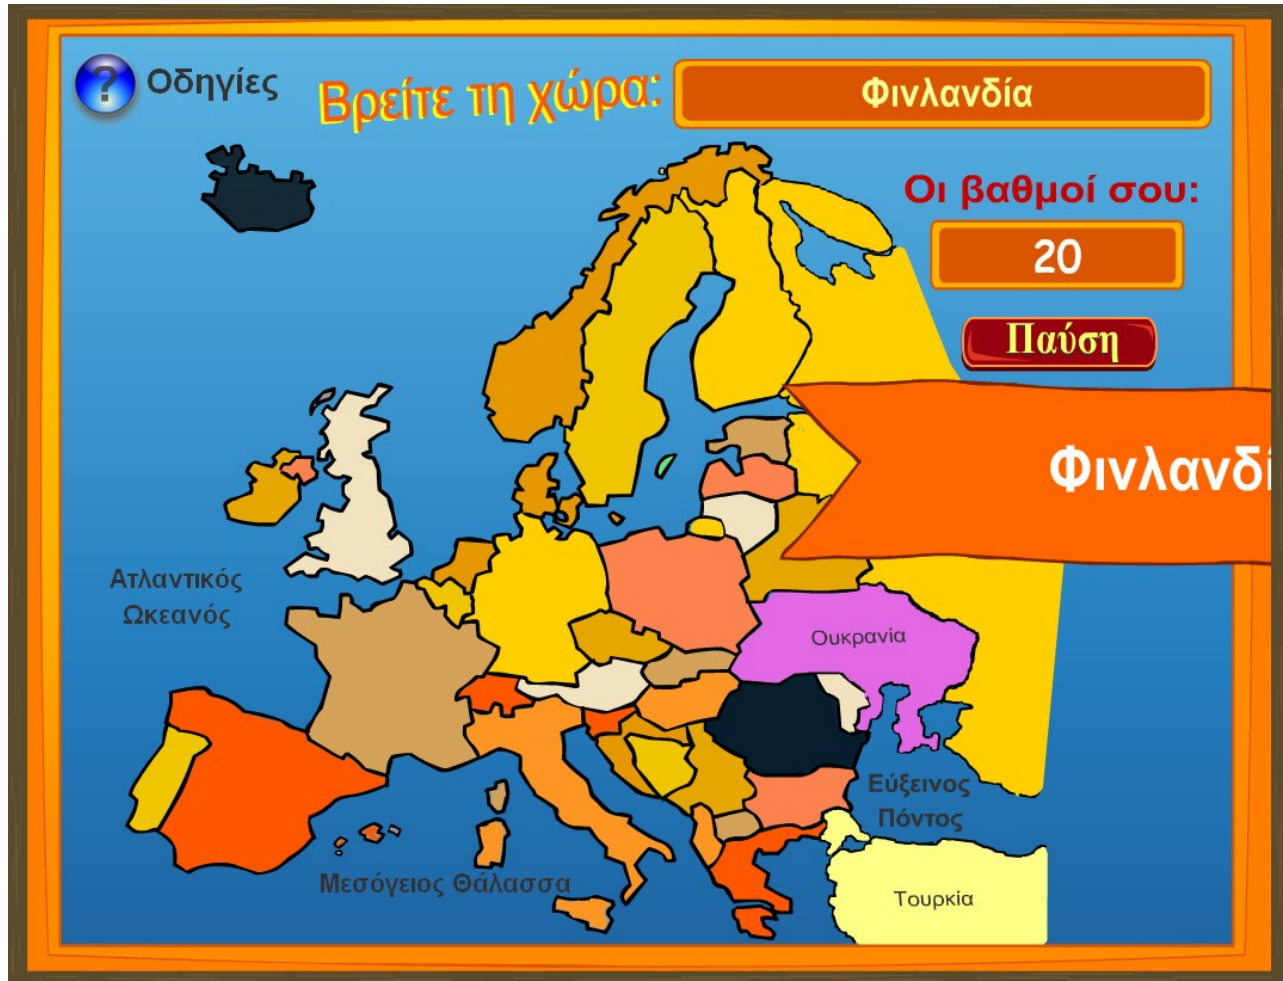 ?
Οδηγίες
Βρείτε τη χώρα:
Φινλανδία
Οι βαθμοί σου:
20
Παύση
Φινλανδί
Ατλαντικός
Ωκεανός
Ουκρανία
Εύξεινος
Πόντος
Μεσόγειος Θάλασσα
Τουρκία